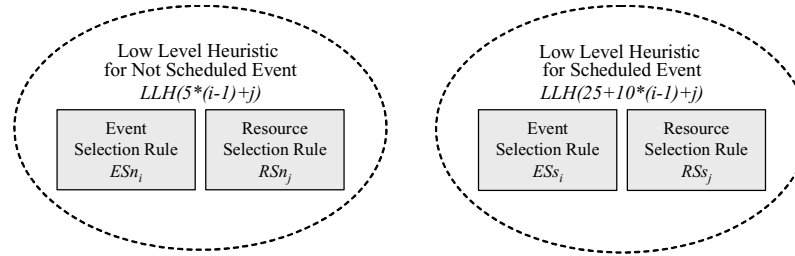 Low Level Heuristic
for Not Scheduled Event
LLH(5*(i-1)+j)
Event
Selection Rule
ESn_i
Resource
Selection Rule
RSn_j
Low Level Heuristic
for Scheduled Event
LLH(25+10*(i-1)+j)
Event
Selection Rule
ESs_i
Resource
Selection Rule
RSs_j